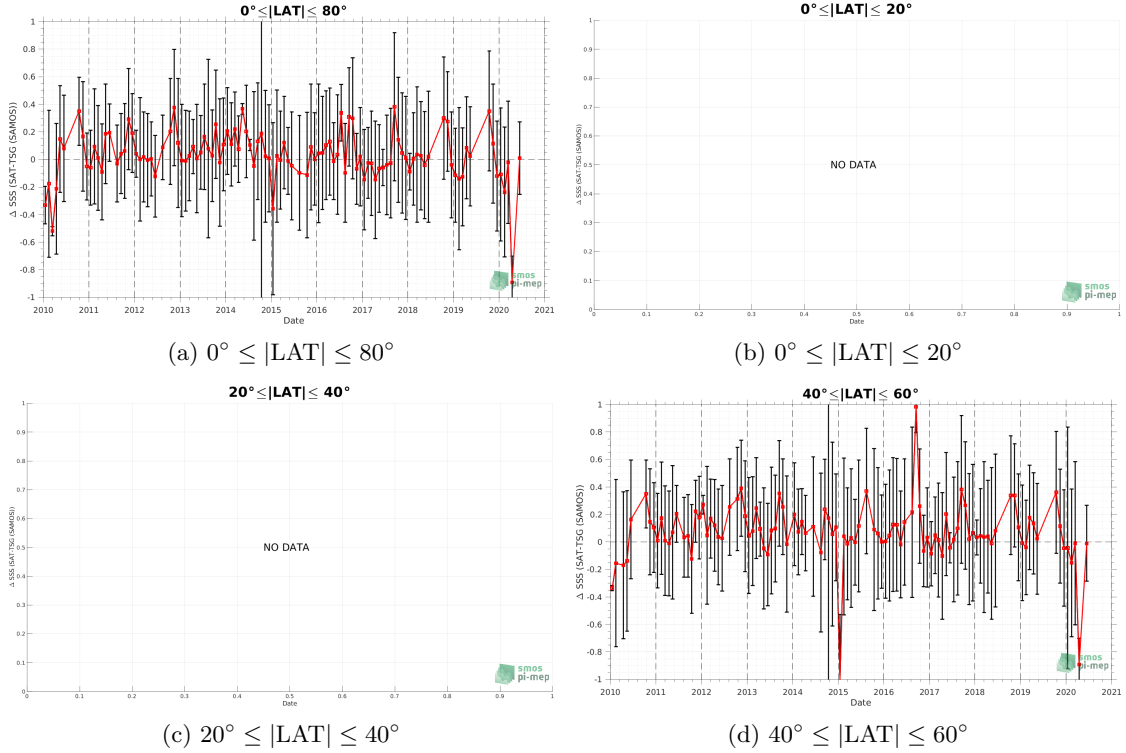 0°≤|LAT|≤ 80°
1
0.8
0.6
0.4
0.2
0
-0.2
-0.4
-0.6
-0.8
-1
Δ SSS (SAT-TSG (SAMOS))
2010 2011 2012 2013 2014 2015 2016 2017 2018 2019 2020 2021
Date
smos
pi-mep
(a) 0° ≤ |LAT| ≤ 80°
0°≤|LAT|≤ 20°
1
0.9
0.8
0.7
0.6
0.5
0.4
0.3
0.2
0.1
0
Δ SSS (SAT-TSG (SAMOS))
NO DATA
0 0.1 0.2 0.3 0.4 0.5 0.6 0.7 0.8 0.9 1
Date
smos
pi-mep
(b) 0° ≤ |LAT| ≤ 20°
20°≤|LAT|≤ 40°
1
0.9
0.8
0.7
0.6
0.5
0.4
0.3
0.2
0.1
0
Δ SSS (SAT-TSG (SAMOS))
NO DATA
0 0.1 0.2 0.3 0.4 0.5 0.6 0.7 0.8 0.9 1
Date
smos
pi-mep
(c) 20° ≤ |LAT| ≤ 40°
40°≤|LAT|≤ 60°
1
0.8
0.6
0.4
0.2
0
-0.2
-0.4
-0.6
-0.8
-1
Δ SSS (SAT-TSG (SAMOS))
2010 2011 2012 2013 2014 2015 2016 2017 2018 2019 2020 2021
Date
smos
pi-mep
(d) 40° ≤ |LAT| ≤ 60°